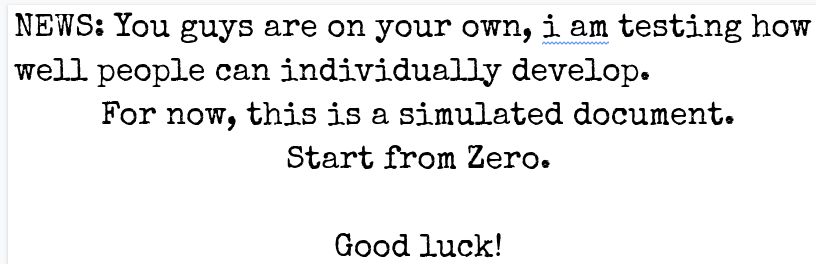 NEWS: You guys are on your own, i am testing how
well people can individually develop.
For now, this is a simulated document.
Start from Zero.
Good luck!